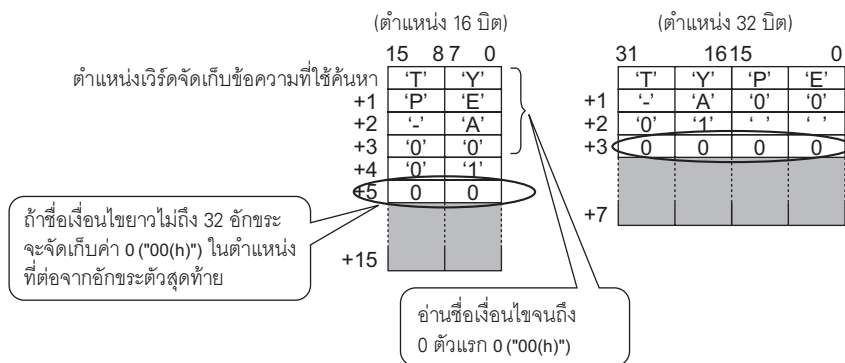 (ตำแหน่ง 16 บิต)
(ตำแหน่ง 32 บิต)
15 8 7 0
31 1615 0
ตำแหน่งเวิร์ดจัดเก็บข้อความที่ใช้ค้นหา 'T' 'Y'
'T' 'Y' 'P' 'E'
+1 'P' 'E'
+1 '-' 'A' '0' '0'
+2 '-' 'A'
+2 '0' '1' ' ' ' '
+3 '0' '0'
+3 0 0 0 0
+4 '0' '1'
+5 0 0
+7
+15
ถ้าชื่อเงื่อนไขยาวไม่ถึง 32 อักขระ
จะจัดเก็บค่า 0 ("00(h)") ในตำแหน่ง
ที่ต่อจากอักขระตัวสุดท้าย
อ่านชื่อเงื่อนไขจนถึง
0 ตัวแรก 0 ("00(h)")